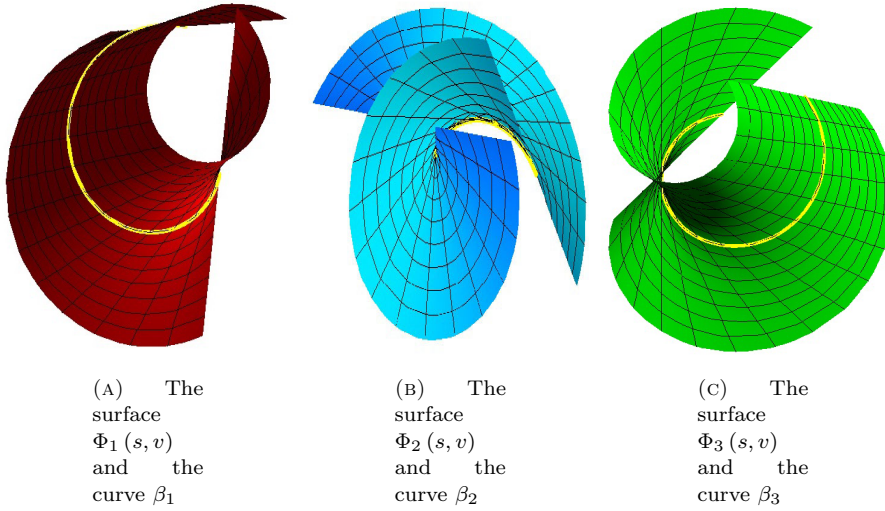 (A) The
surface
Φ₁ (s, v)
and the
curve β₁
(B) The
surface
Φ₂ (s, v)
and the
curve β₂
(C) The
surface
Φ₃ (s, v)
and the
curve β₃